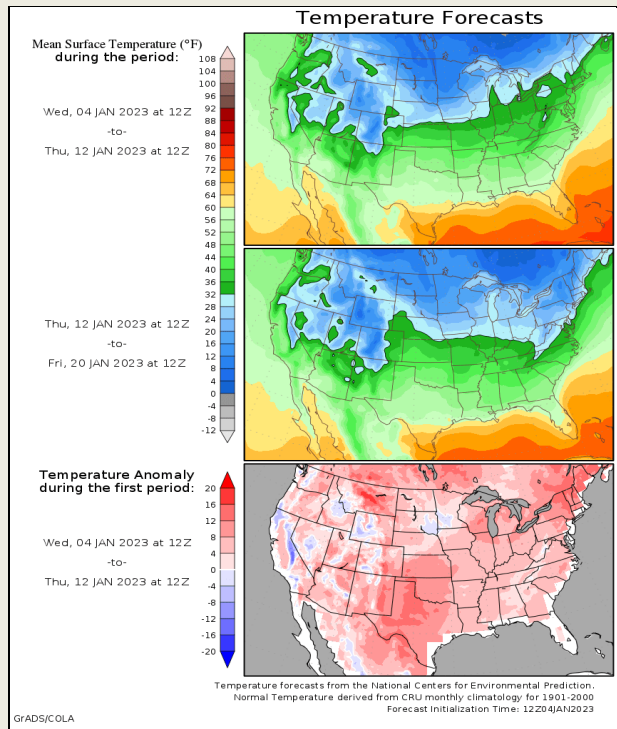 Temperature Forecasts
Mean Surface Temperature (°F)
during the period:
108
104
100
96
92
88
84
80
76
72
68
64
60
56
52
48
44
40
36
32
28
24
20
16
12
8
4
0
-4
-8
-12
Wed, 04 JAN 2023 at 12Z
-to-
Thu, 12 JAN 2023 at 12Z
Thu, 12 JAN 2023 at 12Z
-to-
Fri, 20 JAN 2023 at 12Z
Temperature Anomaly
during the first period:
20
16
12
8
4
0
-4
-8
-12
-16
-20
Wed, 04 JAN 2023 at 12Z
-to-
Thu, 12 JAN 2023 at 12Z
Temperature forecasts from the National Centers for Environmental Prediction.
Normal Temperature derived from CRU monthly climatology for 1901-2000
Forecast Initialization Time: 12Z04JAN2023
GrADS/COLA